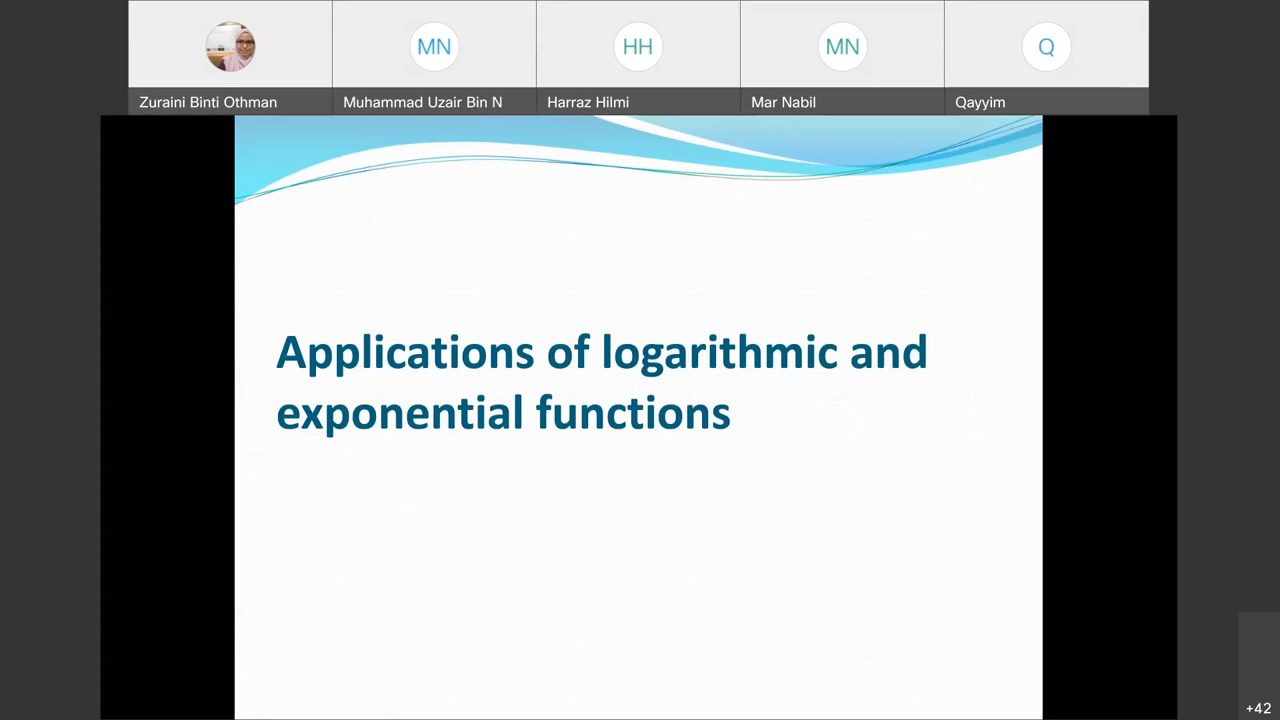 MN
HH
MN
Q
Zuraini Binti Othman
Muhammad Uzair Bin N
Harraz Hilmi
Mar Nabil
Qayyim
Applications of logarithmic and
exponential functions
+42